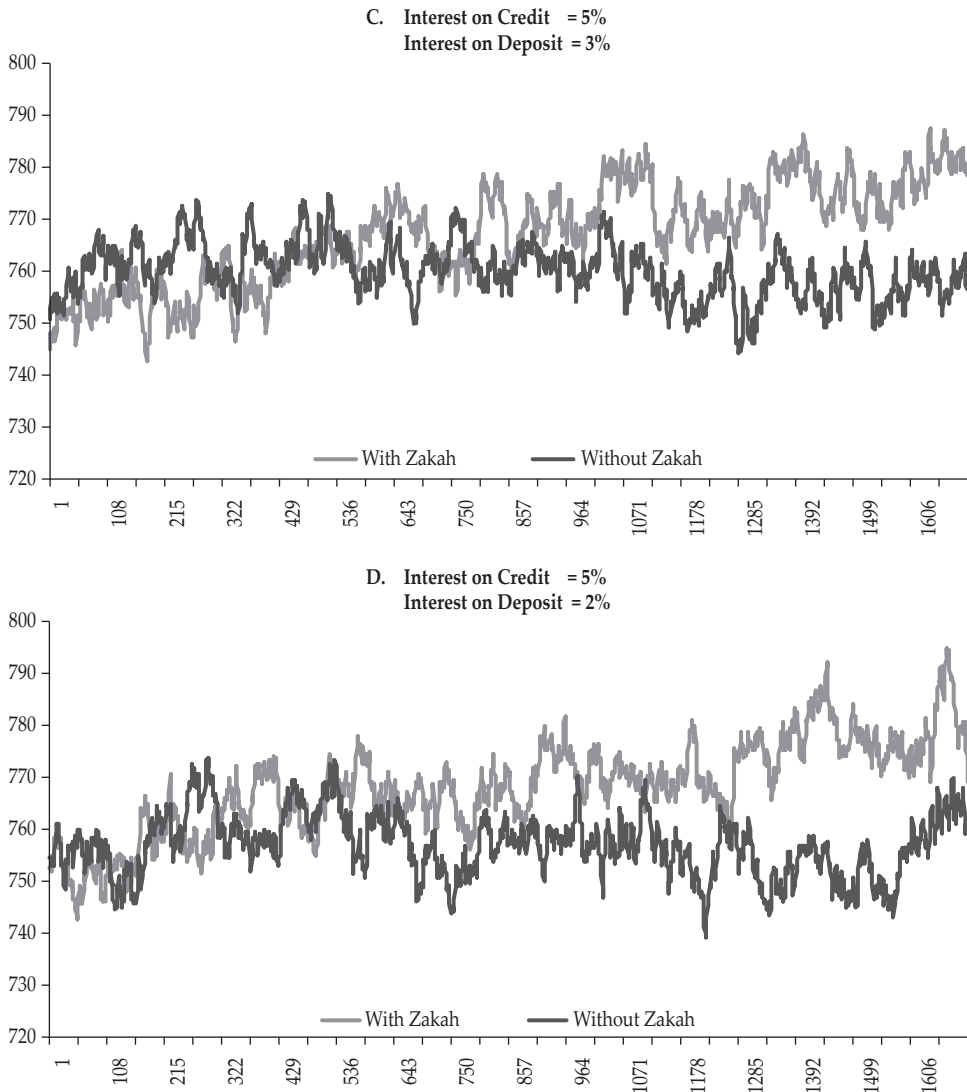 C. Interest on Credit = 5%
Interest on Deposit = 3%
800
790
780
770
760
750
740
730
720
With Zakah Without Zakah
1 108 215 322 429 536 643 750 857 964 1071 1178 1285 1392 1499 1606
D. Interest on Credit = 5%
Interest on Deposit = 2%
800
790
780
770
760
750
740
730
720
With Zakah Without Zakah
1 108 215 322 429 536 643 750 857 964 1071 1178 1285 1392 1499 1606